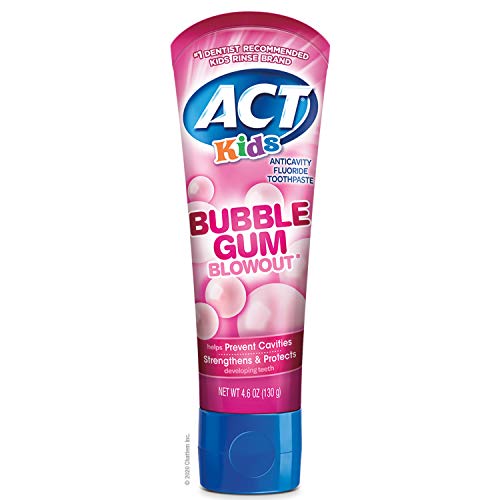 #1 DENTIST RECOMMENDED
KIDS RINSE BRAND
ACT
Kids
ANTICAVITY
FLUORIDE
TOOTHPASTE
BUBBLE
GUM
BLOWOUT®
helps Prevent Cavities
Strengthens & Protects
developing teeth
NET WT 4.6 OZ (130 g)
© 2020 Chattem Inc.